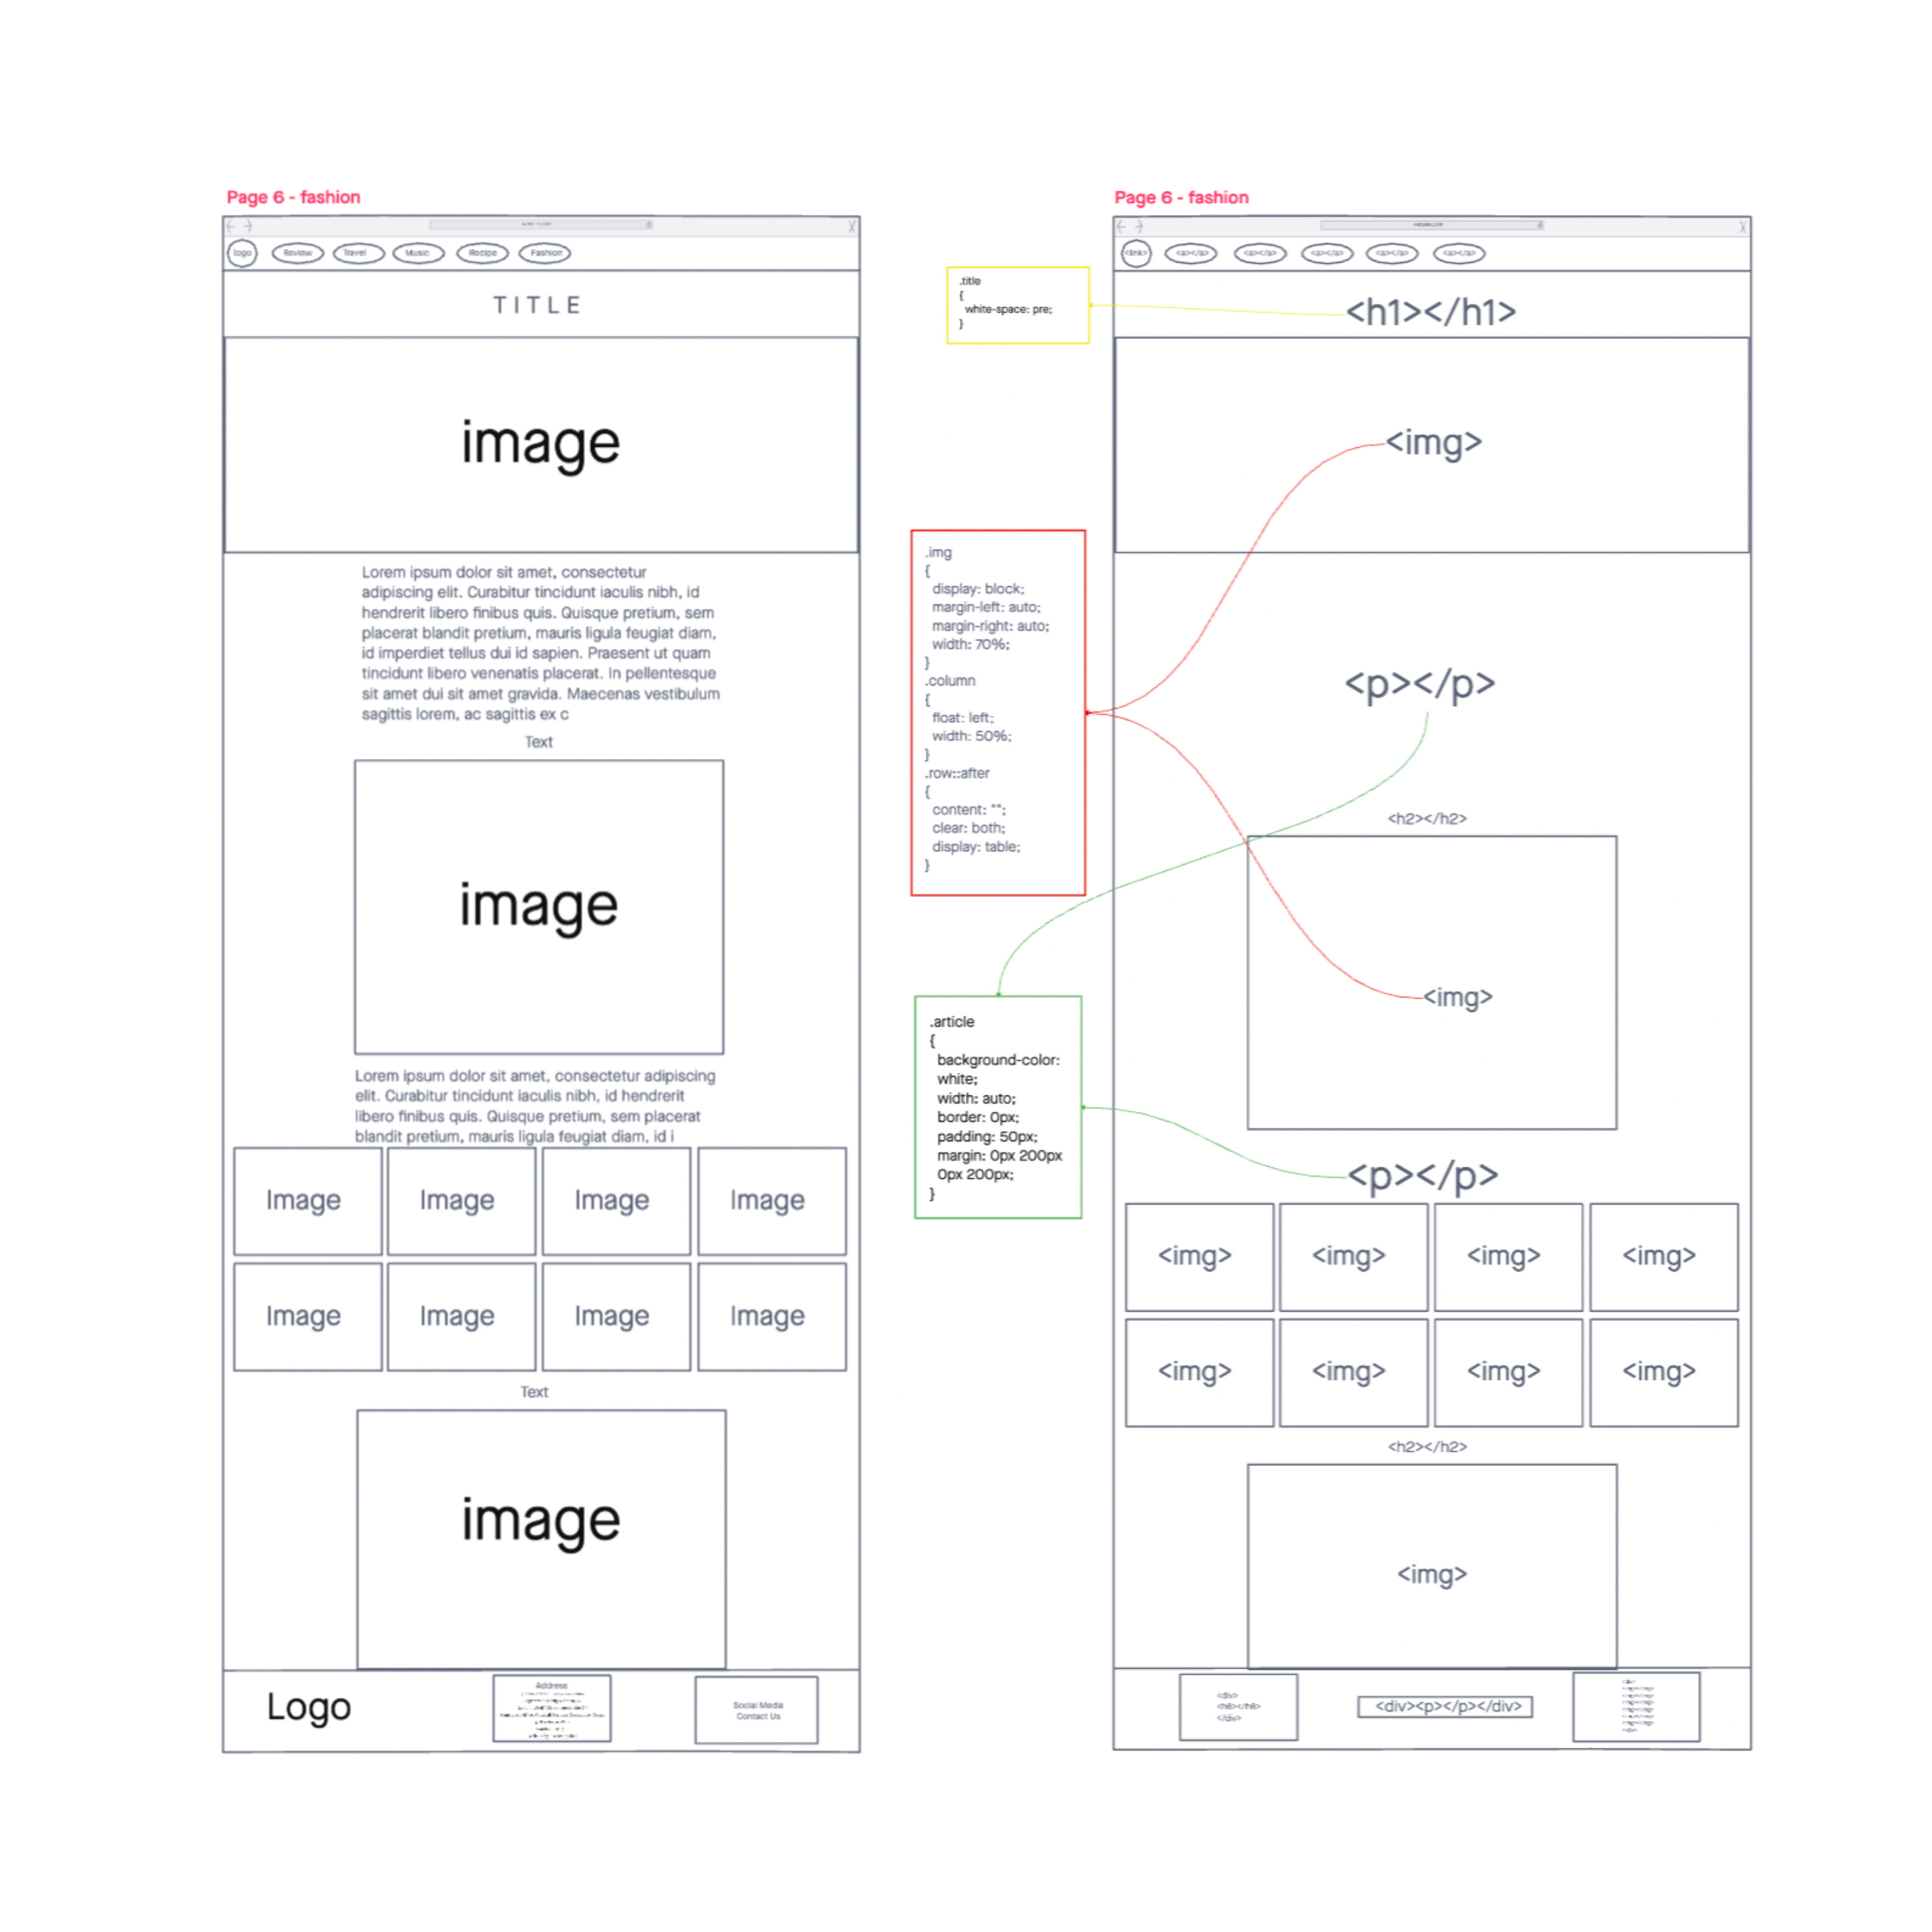 Page 6 - fashion
logo
Review
Travel
Music
Recipe
Fashion
TITLE
image
Lorem ipsum dolor sit amet, consectetur
adipiscing elit. Curabitur tincidunt iaculis nibh, id
hendrerit libero finibus quis. Quisque pretium, sem
placerat blandit pretium, mauris ligula feugiat diam,
id imperdiet tellus dui id sapien. Praesent ut quam
tincidunt libero venenatis placerat. In pellentesque
sit amet dui sit amet gravida. Maecenas vestibulum
sagittis lorem, ac sagittis ex c
Text
image
Lorem ipsum dolor sit amet, consectetur adipiscing
elit. Curabitur tincidunt iaculis nibh, id hendrerit
libero finibus quis. Quisque pretium, sem placerat
blandit pretium, mauris ligula feugiat diam, id i
Image Image Image Image
Image Image Image Image
Text
image
Logo
Address
Social Media
Contact Us
.title
{
white-space: pre;
}
.img
{
display: block;
margin-left: auto;
margin-right: auto;
width: 70%;
}
.column
{
float: left;
width: 50%;
}
.row::after
{
content: "";
clear: both;
display: table;
}
.article
{
background-color:
white;
width: auto;
border: 0px;
padding: 50px;
margin: 0px 200px
0px 200px;
}
Page 6 - fashion
<link>
<a></a>
<a></a>
<a></a>
<a></a>
<a></a>
<h1></h1>
<img>
<p></p>
<h2></h2>
<img>
<p></p>
<img> <img> <img> <img>
<img> <img> <img> <img>
<h2></h2>
<img>
<div>
<h6></h6>
</div>
<div><p></p></div>